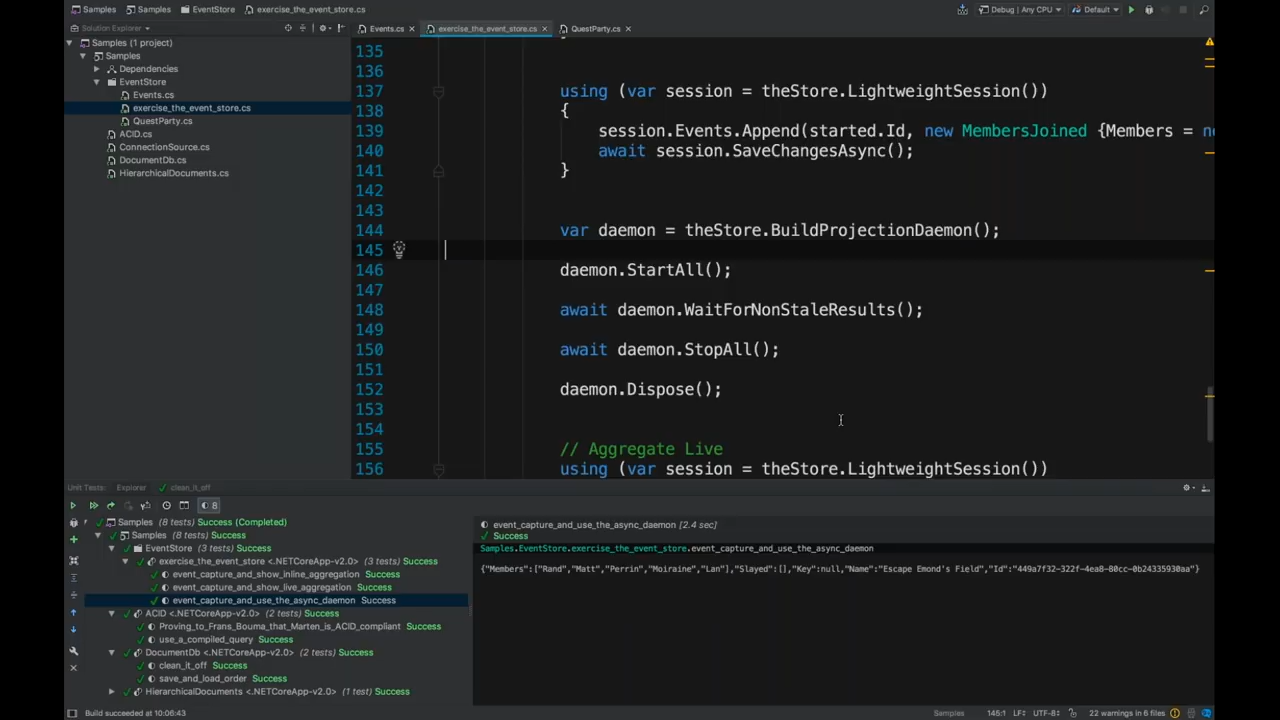 Samples
Samples
EventStore
exercise_the_event_store.cs
Debug | Any CPU
Default
Solution Explorer
Events.cs
exercise_the_event_store.cs
QuestParty.cs
Samples (1 project)
Samples
Dependencies
EventStore
Events.cs
exercise_the_event_store.cs
QuestParty.cs
ACID.cs
ConnectionSource.cs
DocumentDb.cs
HierarchicalDocuments.cs
135
136
137 using (var session = theStore.LightweightSession())
138 {
139 session.Events.Append(started.Id, new MembersJoined {Members = ne
140 await session.SaveChangesAsync();
141 }
142
143
144 var daemon = theStore.BuildProjectionDaemon();
145
146 daemon.StartAll();
147
148 await daemon.WaitForNonStaleResults();
149
150 await daemon.StopAll();
151
152 daemon.Dispose();
153
154
155 // Aggregate Live
156 using (var session = theStore.LightweightSession())
Unit Tests: Explorer clean_it_off
8
Samples (8 tests) Success (Completed)
Samples (8 tests) Success
EventStore (3 tests) Success
exercise_the_event_store <.NETCoreApp-v2.0> (3 tests) Success
event_capture_and_show_inline_aggregation Success
event_capture_and_show_live_aggregation Success
event_capture_and_use_the_async_daemon Success
ACID <.NETCoreApp-v2.0> (2 tests) Success
Proving_to_Frans_Bouma_that_Marten_is_ACID_compliant Success
use_a_compiled_query Success
DocumentDb <.NETCoreApp-v2.0> (2 tests) Success
clean_it_off Success
save_and_load_order Success
HierarchicalDocuments <.NETCoreApp-v2.0> (1 test) Success
event_capture_and_use_the_async_daemon [2.4 sec]
Success
Samples.EventStore.exercise_the_event_store.event_capture_and_use_the_async_daemon
{"Members":["Rand","Matt","Perrin","Moiraine","Lan"],"Slayed":[],"Key":null,"Name":"Escape Emond's Field","Id":"449a7f32-322f-4ea8-80cc-0b24335930aa"}
Build succeeded at 10:06:43
Samples 145:1 LF÷ UTF-8÷ 22 warnings in 6 files